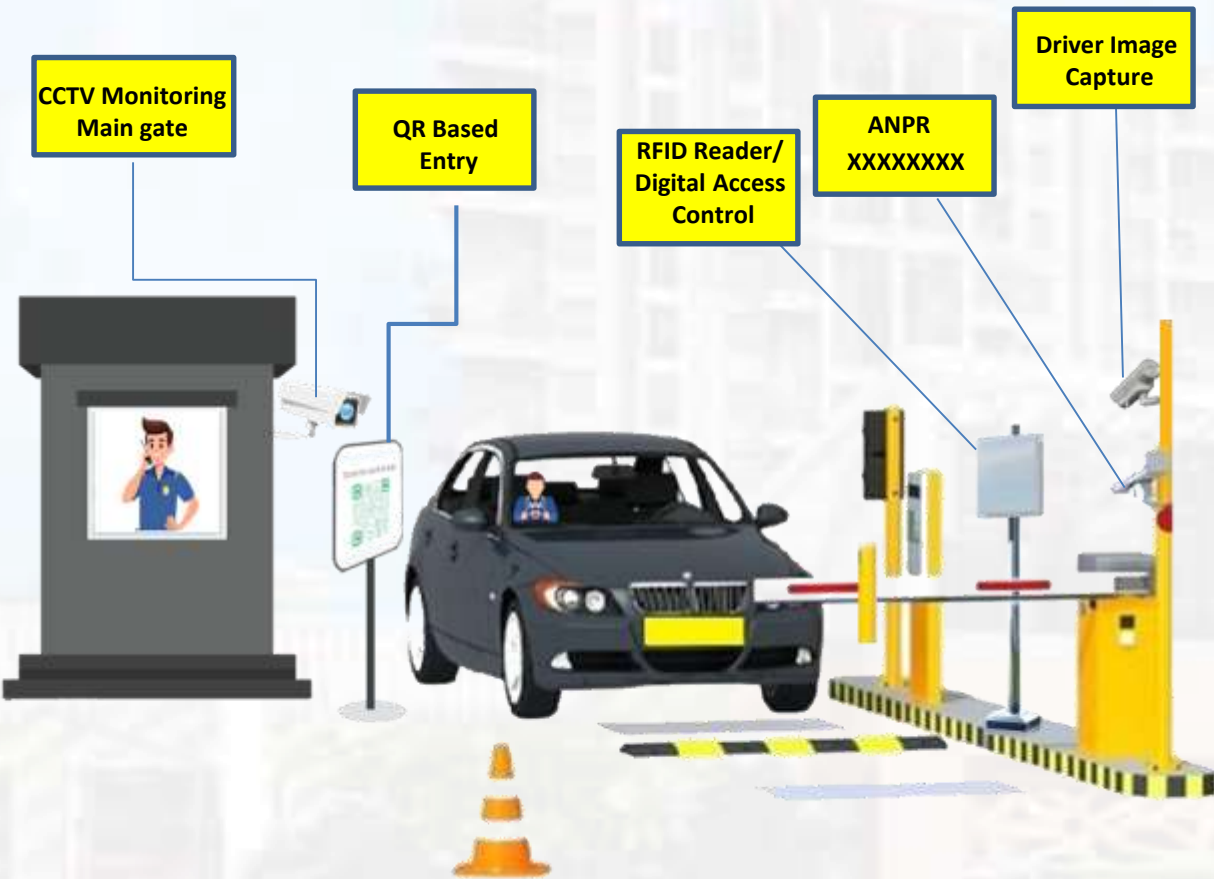 CCTV Monitoring
Main gate
QR Based
Entry
RFID Reader/
Digital Access
Control
ANPR
XXXXXXXX
Driver Image
Capture